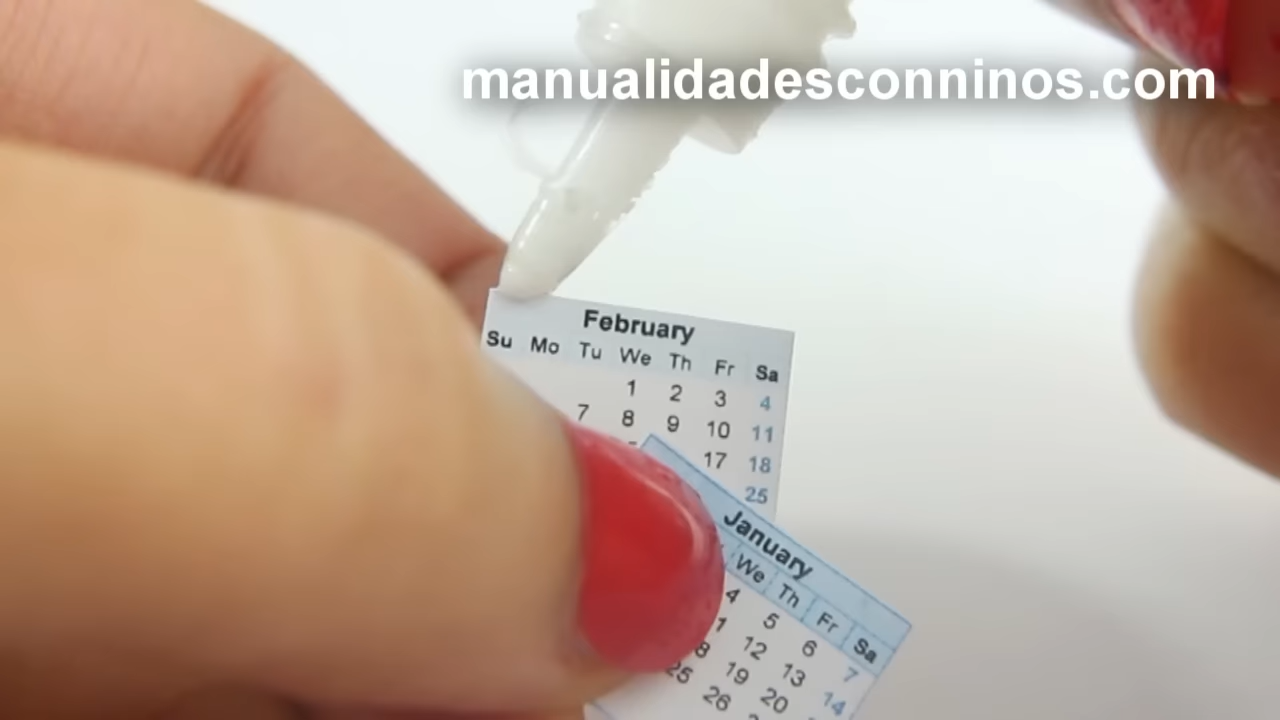 manualidadesconninos.com
February
Su Mo Tu We Th Fr Sa
1 2 3 4
7 8 9 10 11
17 18
25
January
We Th Fr Sa
4 5 6 7
12 13 14
19 20
25 26